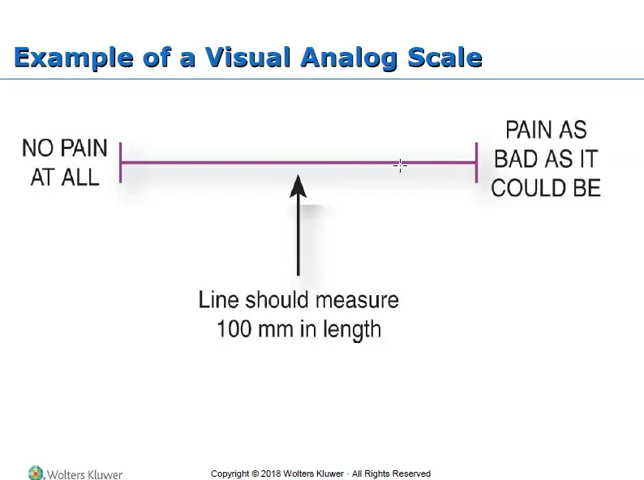 Example of a Visual Analog Scale
NO PAIN
AT ALL
PAIN AS
BAD AS IT
COULD BE
Line should measure
100 mm in length
Wolters Kluwer
Copyright © 2018 Wolters Kluwer · All Rights Reserved